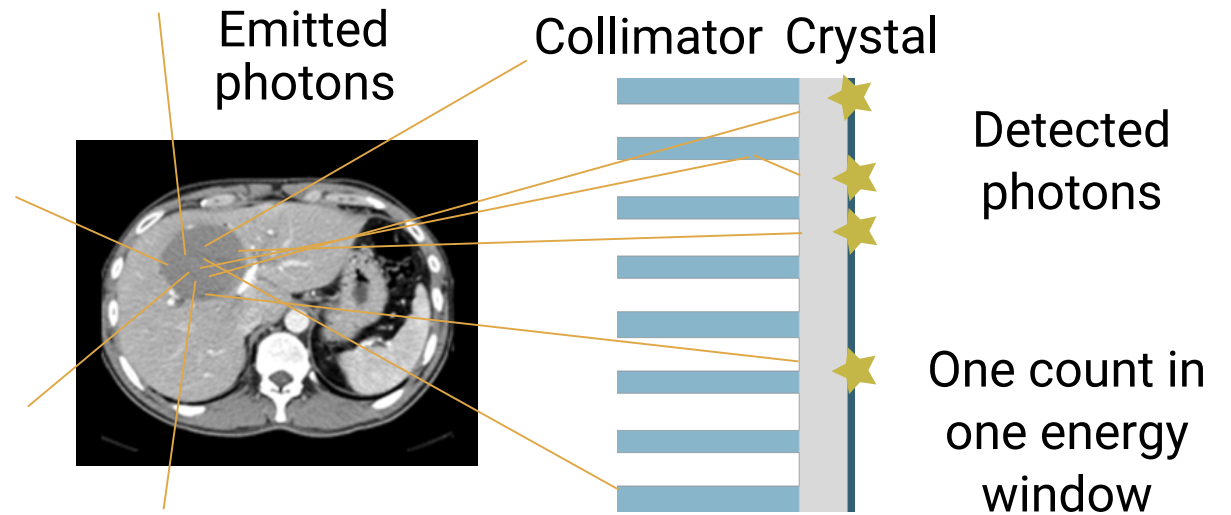 Emitted
photons
Collimator
Crystal
Detected
photons
One count in
one energy
window